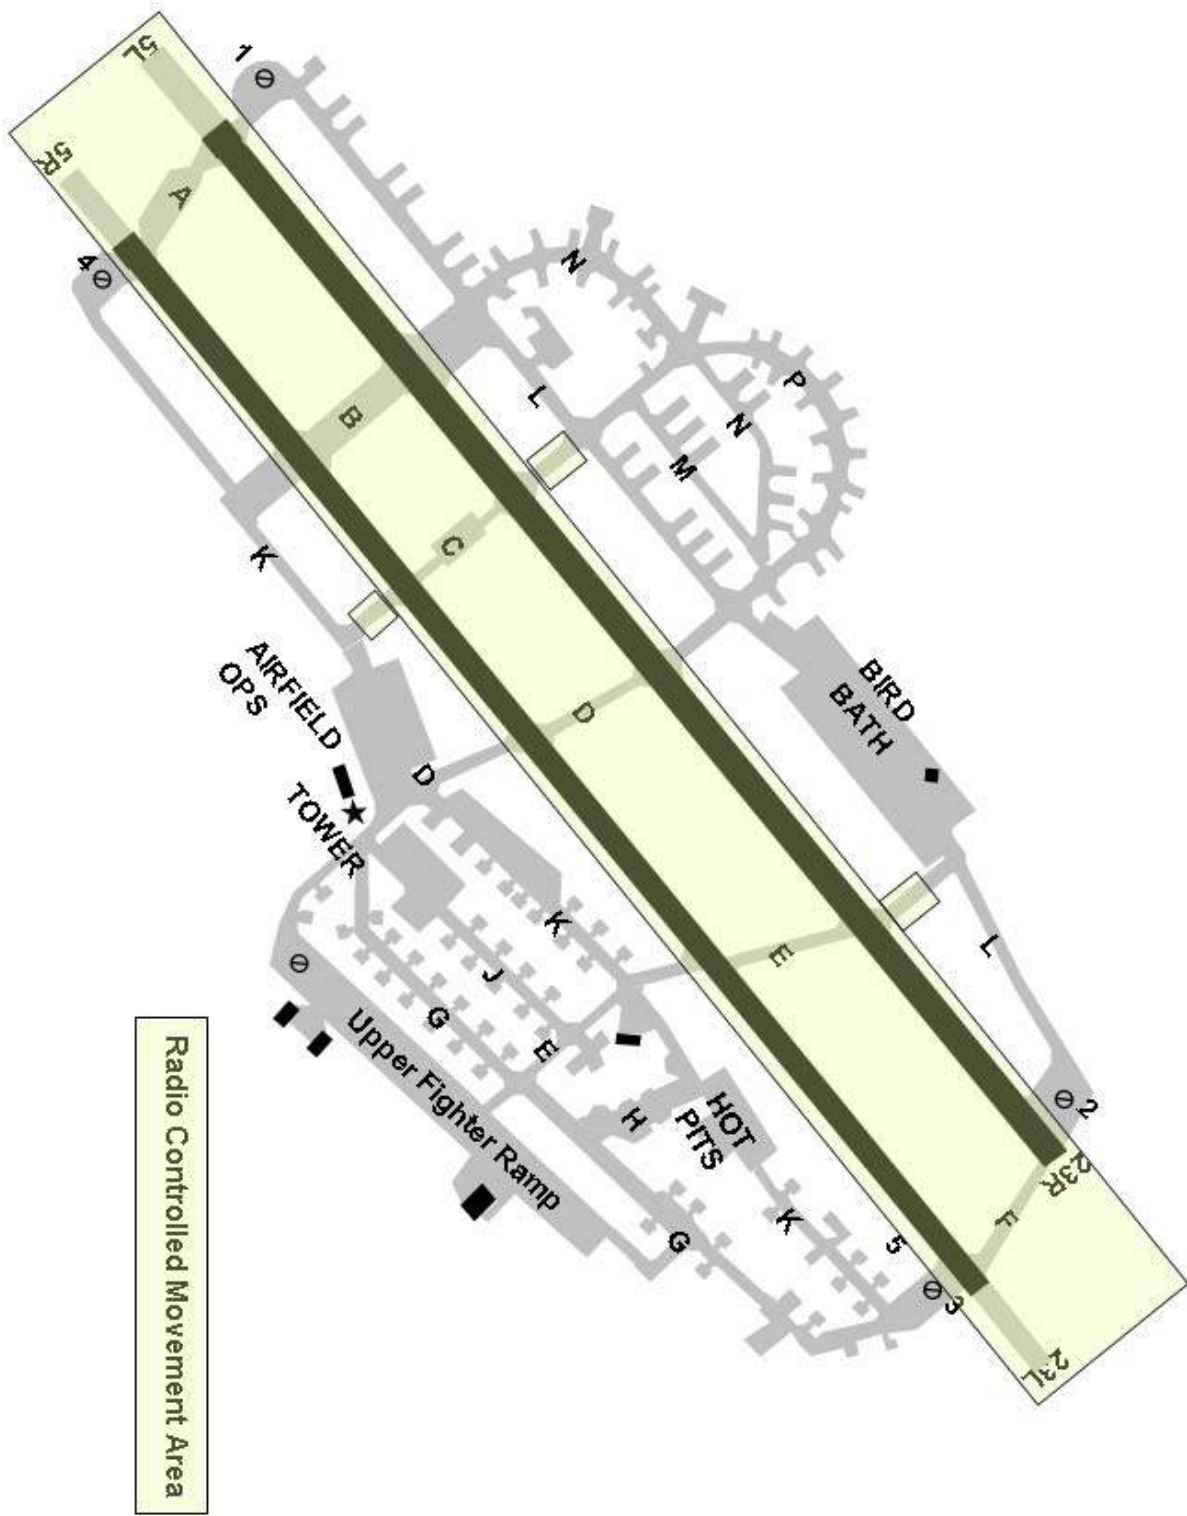 5L
1
5R
A
4
N
P
L
N
B
M
C
K
AIRFIELD
OPS
BIRD
BATH
D
D
TOWER
K
E
L
J
G
E
Upper Fighter Ramp
HOT
PITS
H
2
23R
K
F
G
5
3
23L
Radio Controlled Movement Area